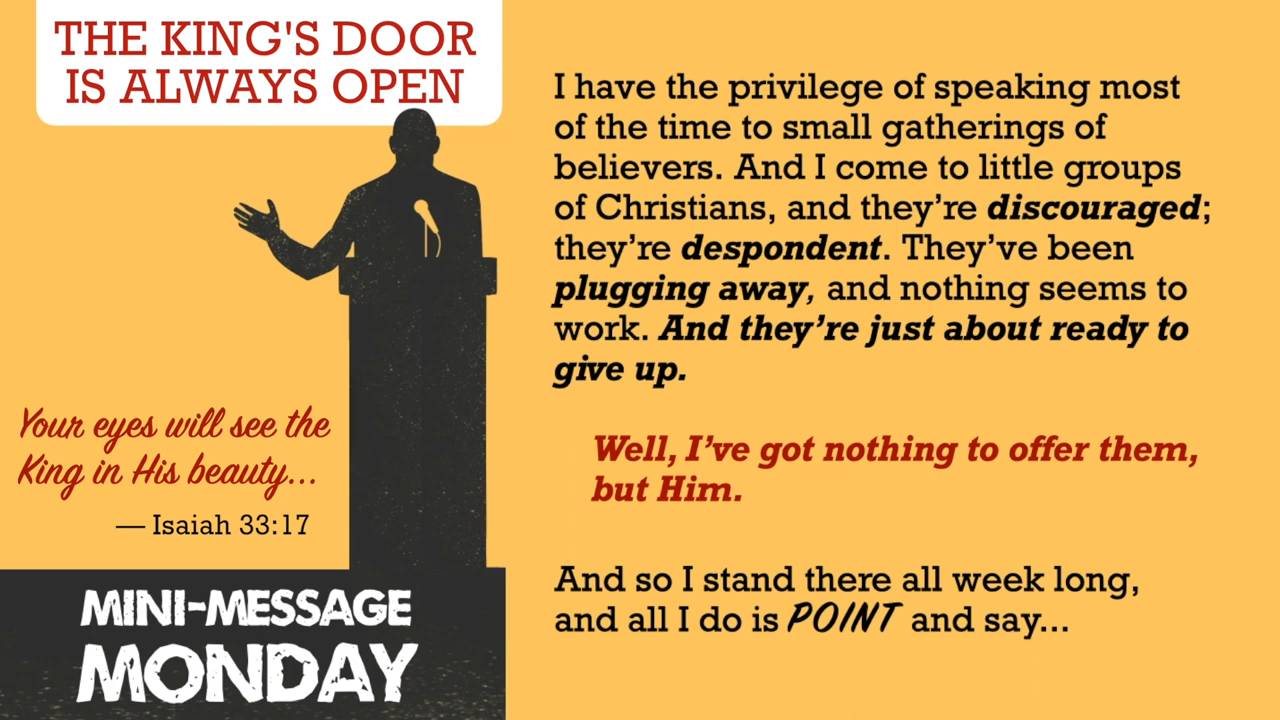 THE KING'S DOOR
IS ALWAYS OPEN
Your eyes will see the
King in His beauty...
— Isaiah 33:17
MINI-MESSAGE
MONDAY
I have the privilege of speaking most
of the time to small gatherings of
believers. And I come to little groups
of Christians, and they’re discouraged;
they’re despondent. They’ve been
plugging away, and nothing seems to
work. And they’re just about ready to
give up.
Well, I’ve got nothing to offer them,
but Him.
And so I stand there all week long,
and all I do is POINT and say...